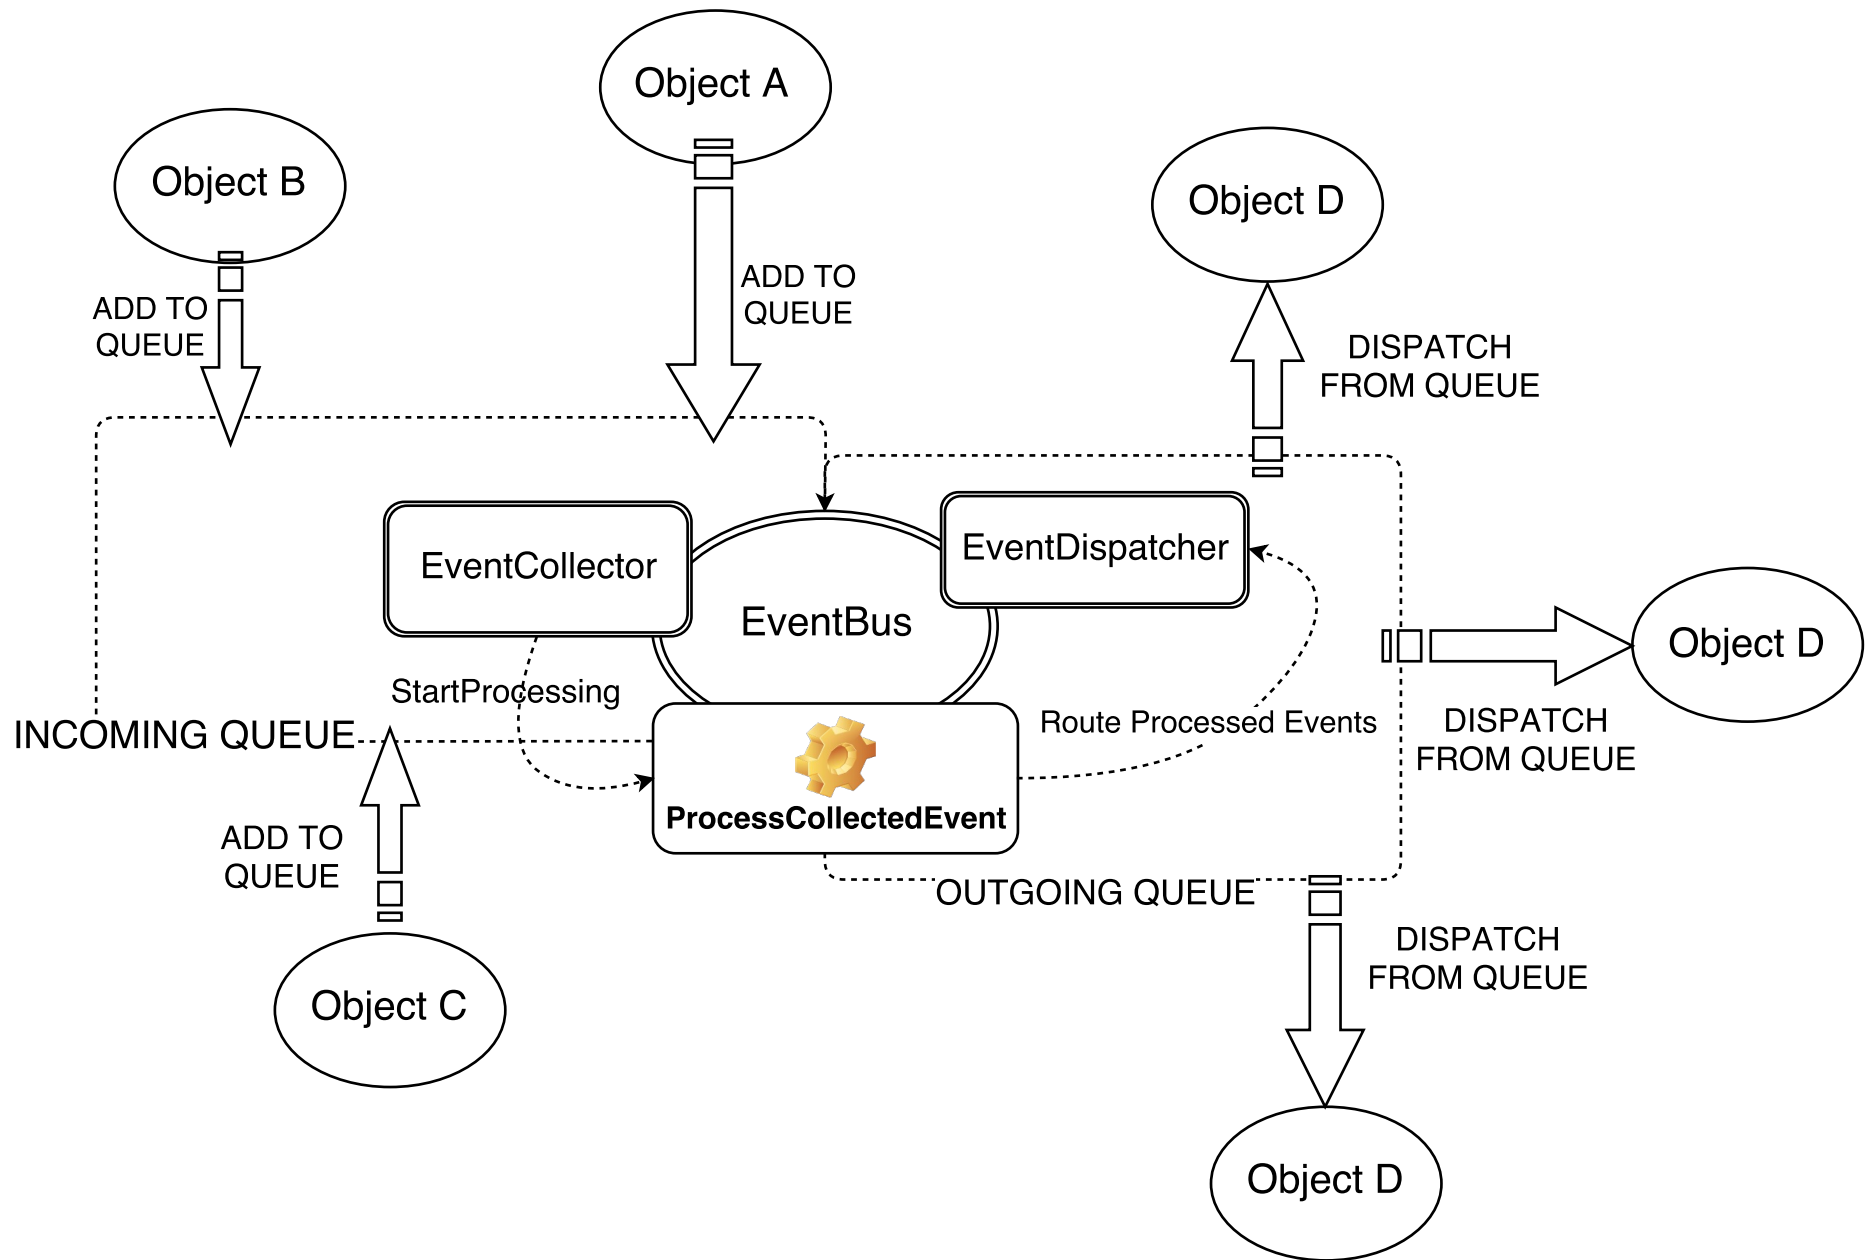 Object A
Object B
Object D
ADD TO
QUEUE
ADD TO
QUEUE
DISPATCH
FROM QUEUE
EventCollector
EventDispatcher
EventBus
Object D
StartProcessing
INCOMING QUEUE
Route Processed Events
DISPATCH
FROM QUEUE
ProcessCollectedEvent
ADD TO
QUEUE
OUTGOING QUEUE
DISPATCH
FROM QUEUE
Object C
Object D